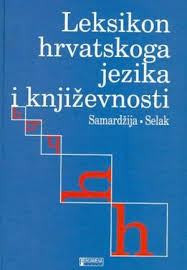 Leksikon
hrvatskoga
jezika
i književnosti
Samardžija • Selak
h
h
h
h